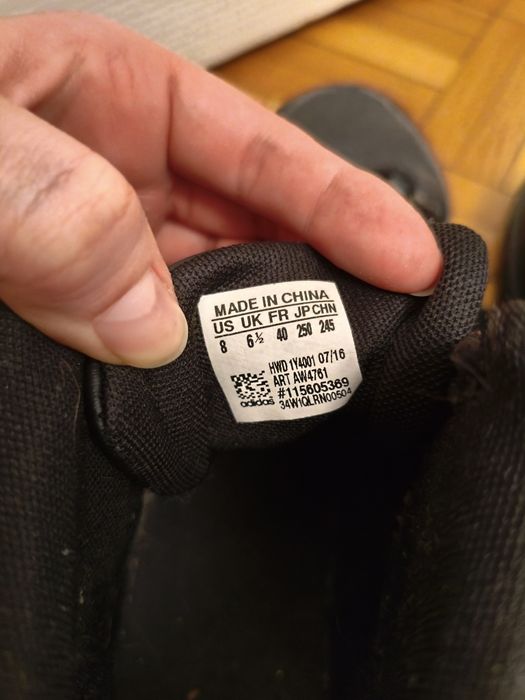 MADE IN CHINA
US UK FR JP CHN
8 6½ 40 250 245
HWD 1Y4001 07/16
ART AW4761
#115605369
adidas 34W1QLRN00504